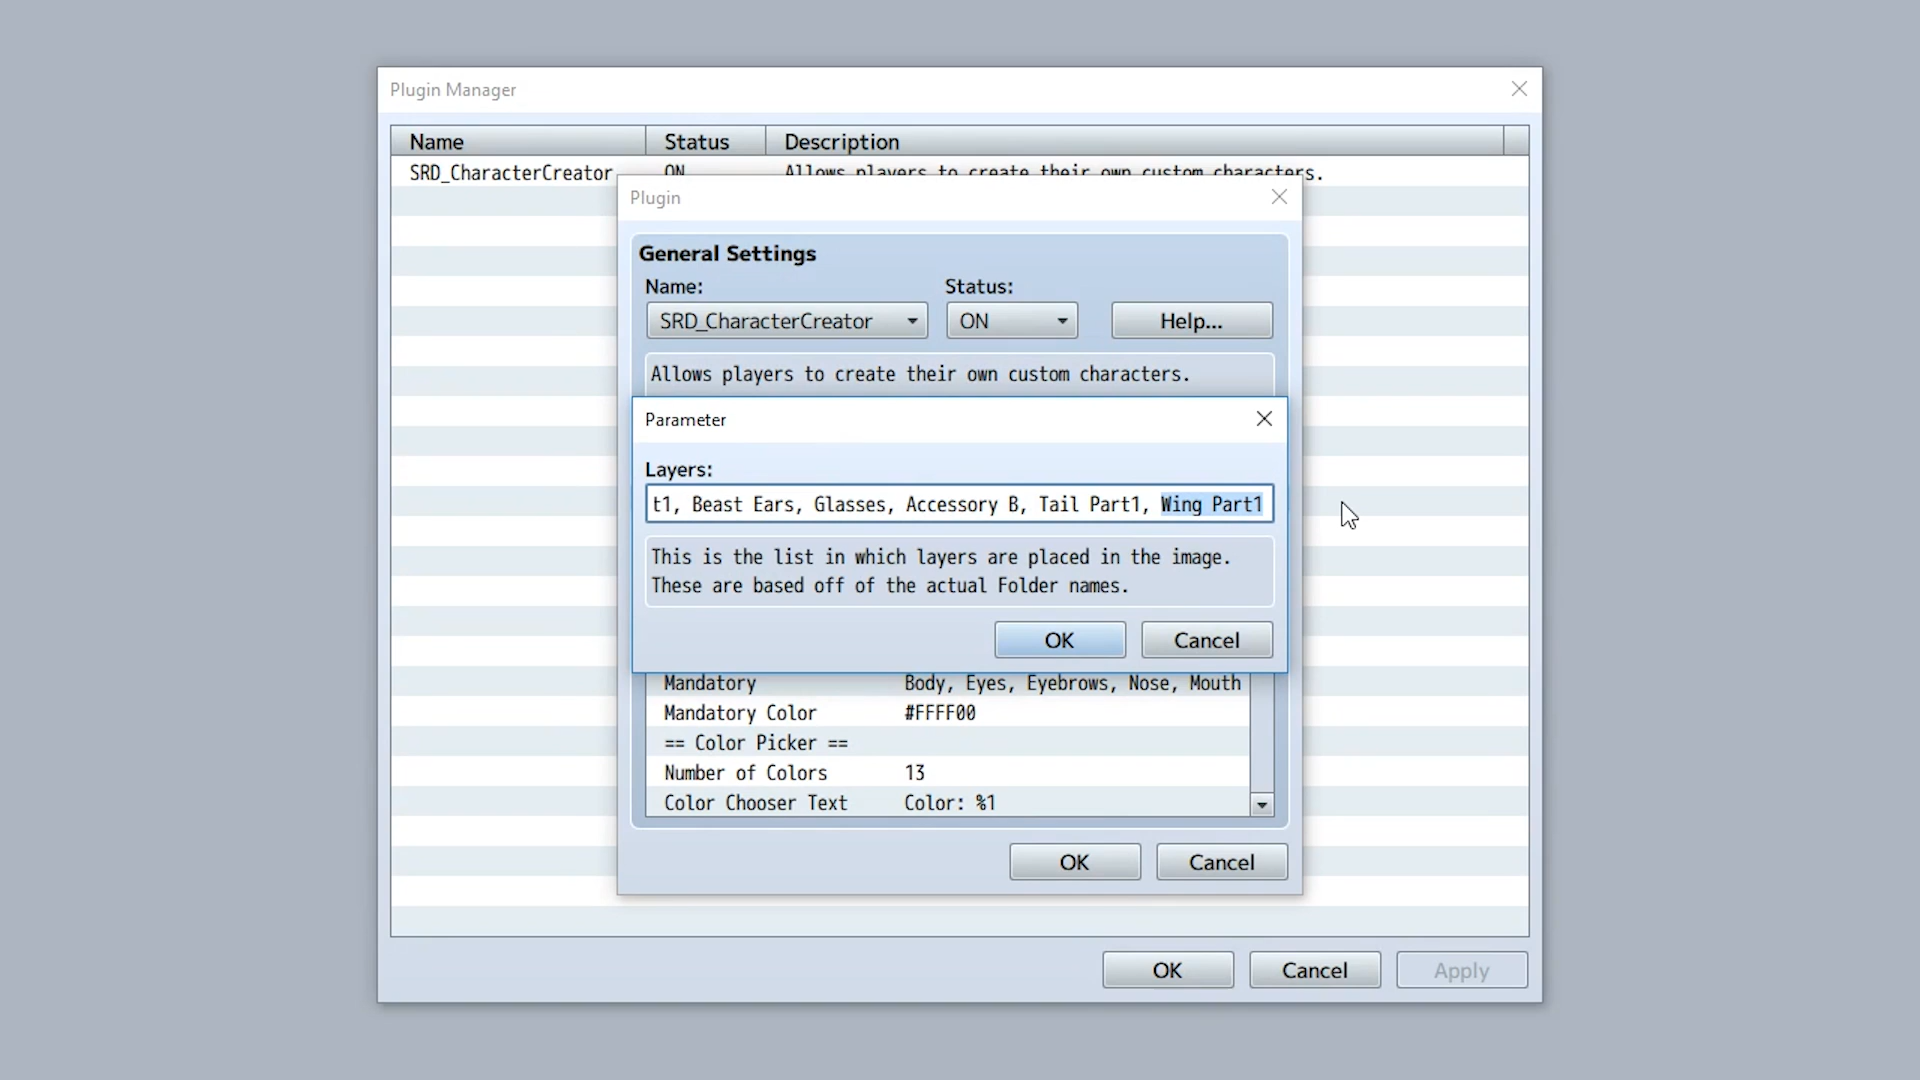 Plugin Manager
Name Status Description
SRD_CharacterCreator ON Allows players to create their own custom characters.
Plugin
General Settings
Name: Status:
SRD_CharacterCreator ON Help...
Allows players to create their own custom characters.
Parameter
Layers:
t1, Beast Ears, Glasses, Accessory B, Tail Part1, Wing Part1
This is the list in which layers are placed in the image.
These are based off of the actual Folder names.
OK Cancel
Mandatory Body, Eyes, Eyebrows, Nose, Mouth
Mandatory Color #FFFF00
== Color Picker ==
Number of Colors 13
Color Chooser Text Color: %1
OK Cancel
OK Cancel Apply